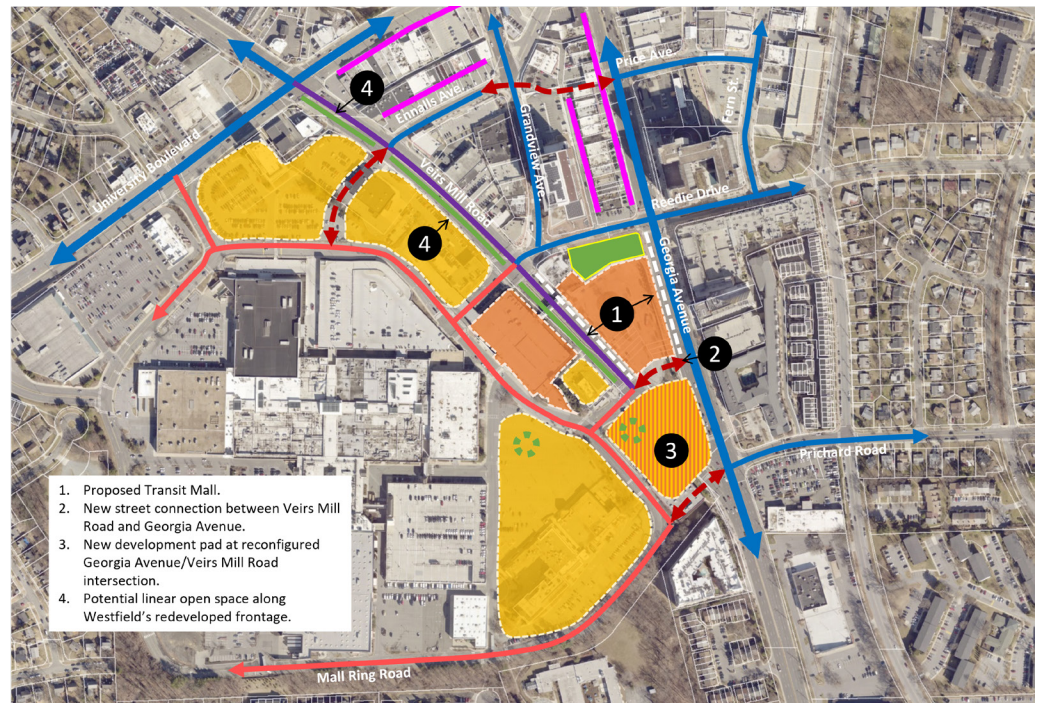 4
Price Ave.
Ennalls Ave.
Fern St.
Grandview Ave.
University Boulevard
Veirs Mill Road
Reedie Drive
4
Georgia Avenue
1
2
3
Prichard Road
1. Proposed Transit Mall.
2. New street connection between Veirs Mill
Road and Georgia Avenue.
3. New development pad at reconfigured
Georgia Avenue/Veirs Mill Road
intersection.
4. Potential linear open space along
Westfield's redeveloped frontage.
Mall Ring Road